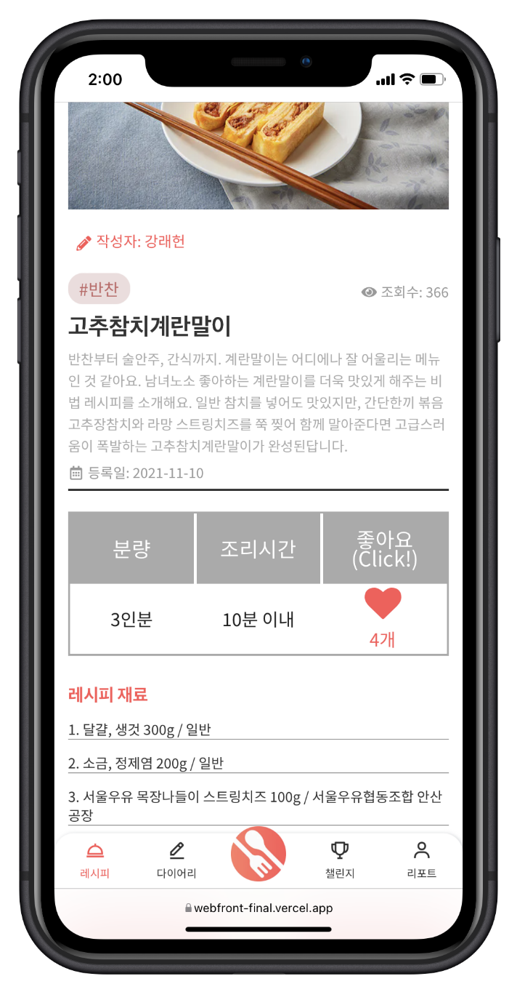 2:00
작성자: 강래헌
#반찬
조회수: 366
고추참치계란말이
반찬부터 술안주, 간식까지. 계란말이는 어디에나 잘 어울리는 메뉴
인 것 같아요. 남녀노소 좋아하는 계란말이를 더욱 맛있게 해주는 비
법 레시피를 소개해요. 일반 참치를 넣어도 맛있지만, 간단한끼 볶음
고추장참치와 라망 스트링치즈를 쭉 찢어 함께 말아준다면 고급스러
움이 폭발하는 고추참치계란말이가 완성된답니다.
등록일: 2021-11-10
분량 조리시간 좋아요
(Click!)
3인분 10분 이내
4개
레시피 재료
1. 달걀, 생것 300g / 일반
2. 소금, 정제염 200g / 일반
3. 서울우유 목장나들이 스트링치즈 100g / 서울우유협동조합 안산
공장
레시피 다이어리 챌린지 리포트
webfront-final.vercel.app